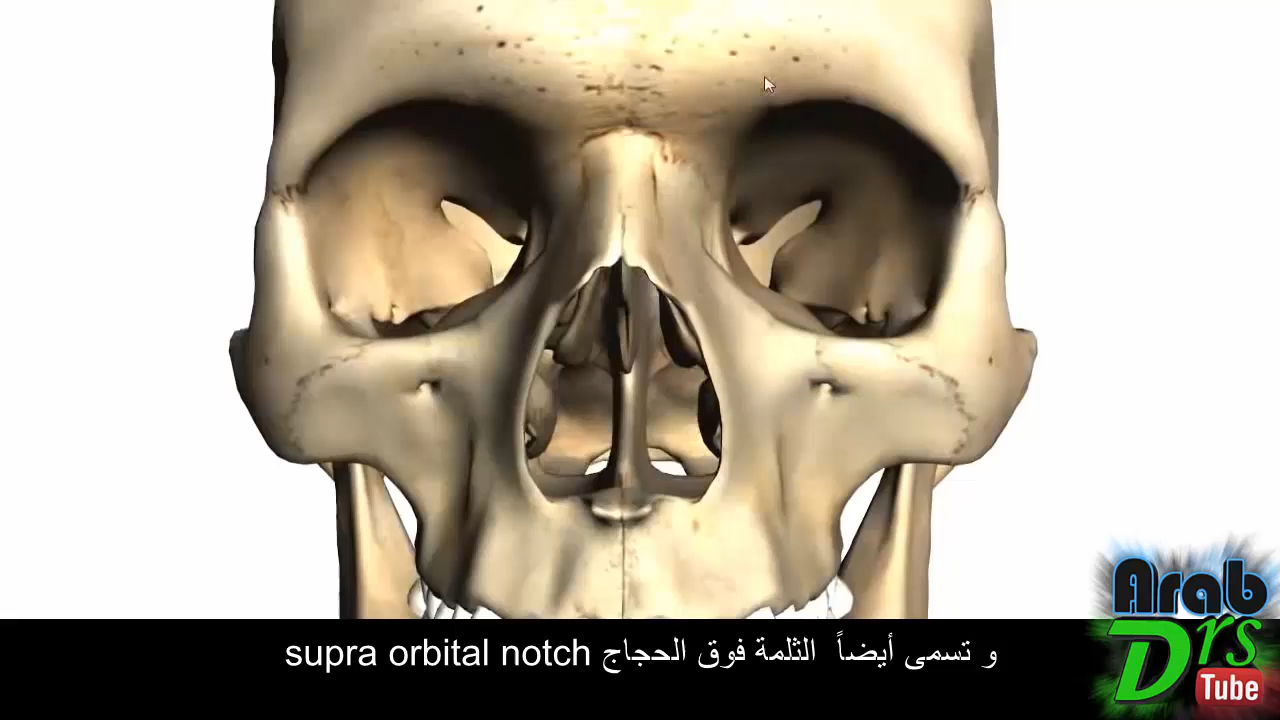 و تسمى أيضاً  الثلمة فوق الحجاج supra orbital notch
Arab
Drs
Tube